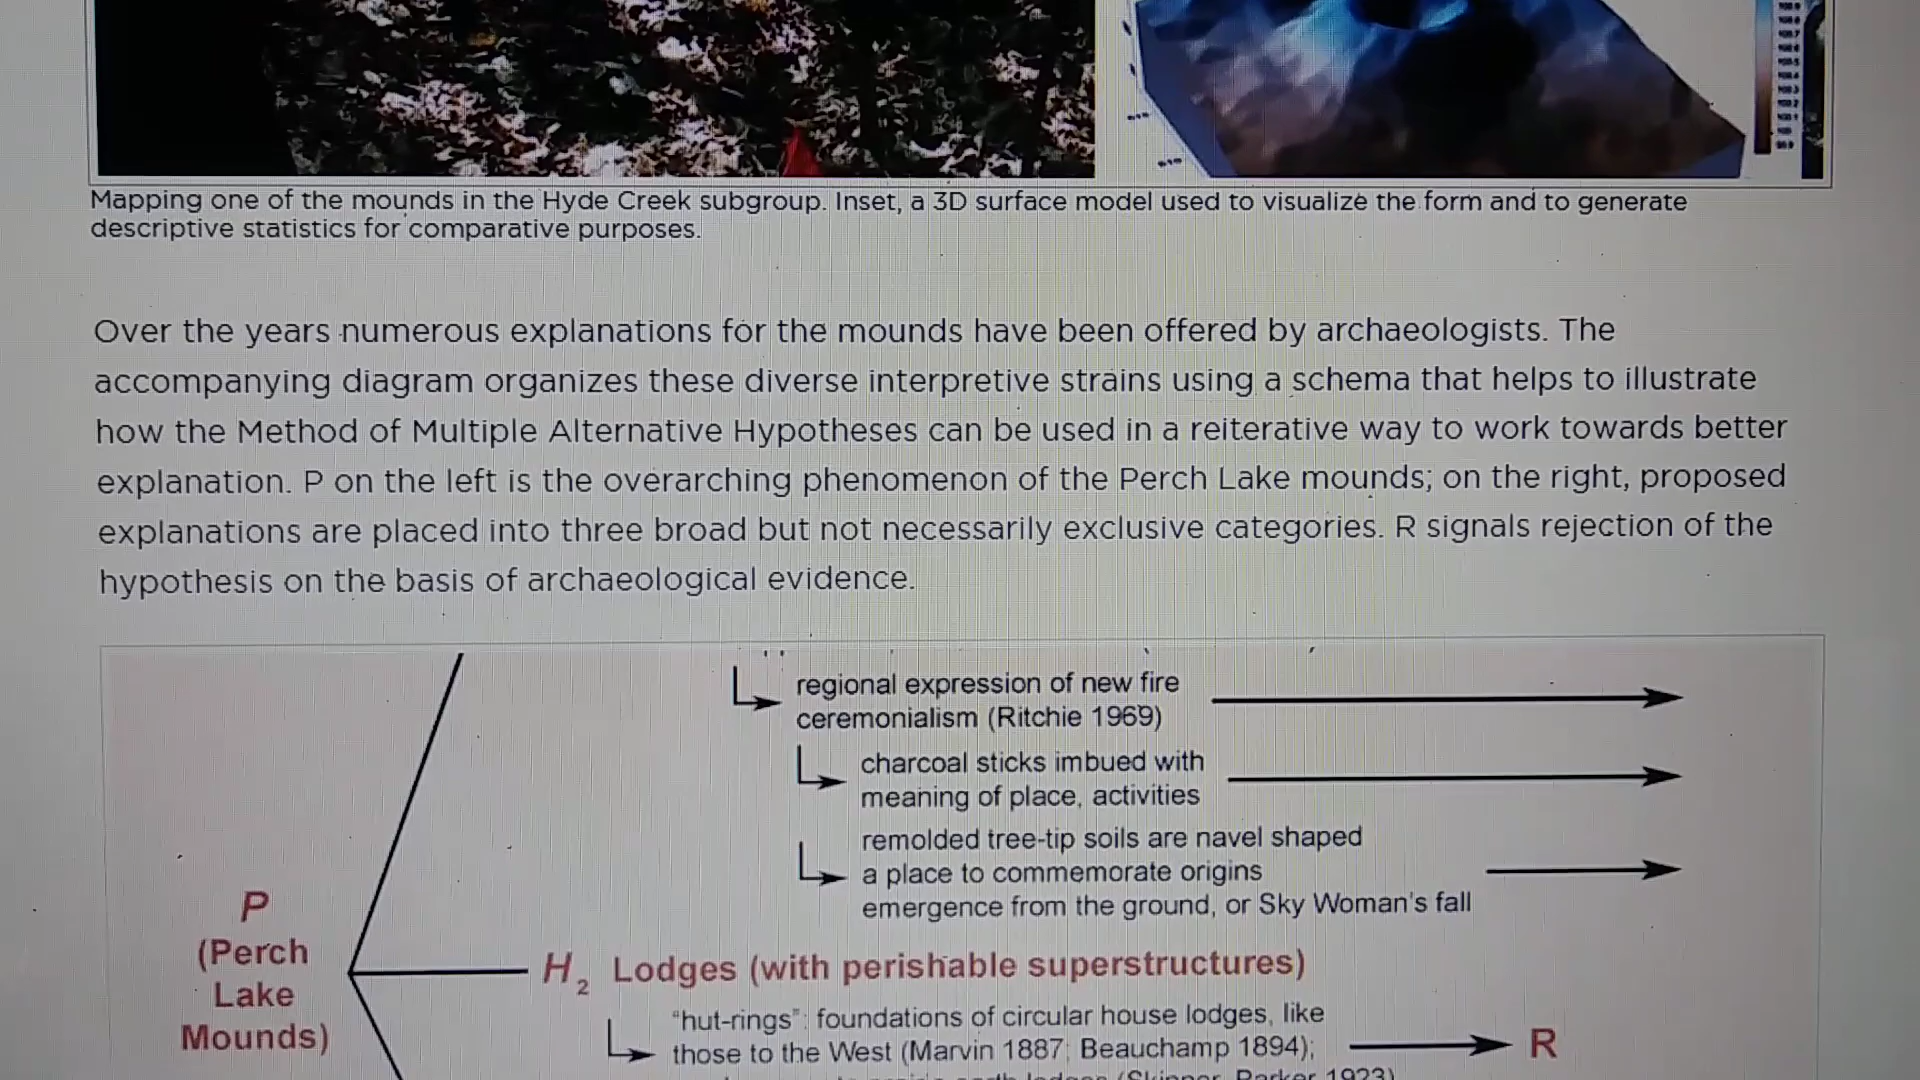 Mapping one of the mounds in the Hyde Creek subgroup. Inset, a 3D surface model used to visualize the form and to generate
descriptive statistics for comparative purposes.
Over the years numerous explanations for the mounds have been offered by archaeologists. The
accompanying diagram organizes these diverse interpretive strains using a schema that helps to illustrate
how the Method of Multiple Alternative Hypotheses can be used in a reiterative way to work towards better
explanation. P on the left is the overarching phenomenon of the Perch Lake mounds; on the right, proposed
explanations are placed into three broad but not necessarily exclusive categories. R signals rejection of the
hypothesis on the basis of archaeological evidence.
regional expression of new fire
ceremonialism (Ritchie 1969)
charcoal sticks imbued with
meaning of place, activities
remolded tree-tip soils are navel shaped
a place to commemorate origins
emergence from the ground, or Sky Woman's fall
P
(Perch
Lake
Mounds)
H2 Lodges (with perishable superstructures)
"hut-rings": foundations of circular house lodges, like
those to the West (Marvin 1887; Beauchamp 1894);
R
lodges (Skinner, Parker 1923)